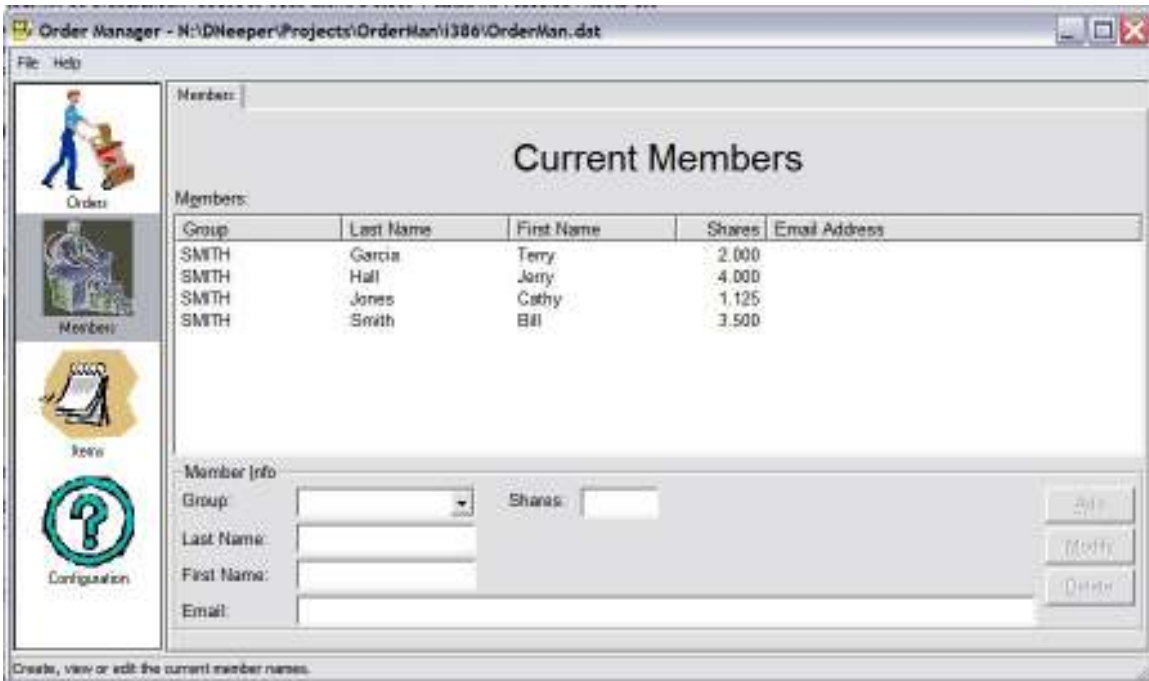 Order Manager - N:\DNeeper\Projects\OrderMan\i386\OrderMan.dat
File Help
Members
Current Members
Orders
Members:
Group Last Name First Name Shares Email Address
SMITH Garcia Terry 2.000
SMITH Hall Jerry 4.000
SMITH Jones Cathy 1.125
SMITH Smith Bill 3.500
Members
Items
Configuration
Member Info
Group: Shares:
Last Name:
First Name:
Email:
Add
Modify
Delete
Create, view or edit the current member names.